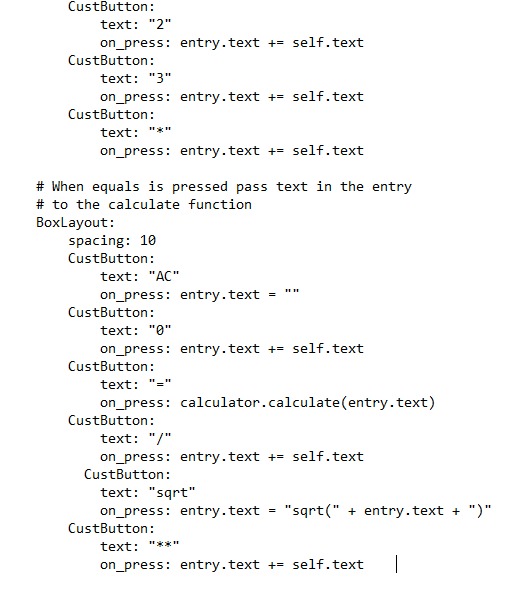 CustButton:
text: "2"
on_press: entry.text += self.text
CustButton:
text: "3"
on_press: entry.text += self.text
CustButton:
text: "*"
on_press: entry.text += self.text
# When equals is pressed pass text in the entry
# to the calculate function
BoxLayout:
spacing: 10
CustButton:
text: "AC"
on_press: entry.text = ""
CustButton:
text: "0"
on_press: entry.text += self.text
CustButton:
text: "="
on_press: calculator.calculate(entry.text)
CustButton:
text: "/"
on_press: entry.text += self.text
CustButton:
text: "sqrt"
on_press: entry.text = "sqrt(" + entry.text + ")"
CustButton:
text: "**"
on_press: entry.text += self.text